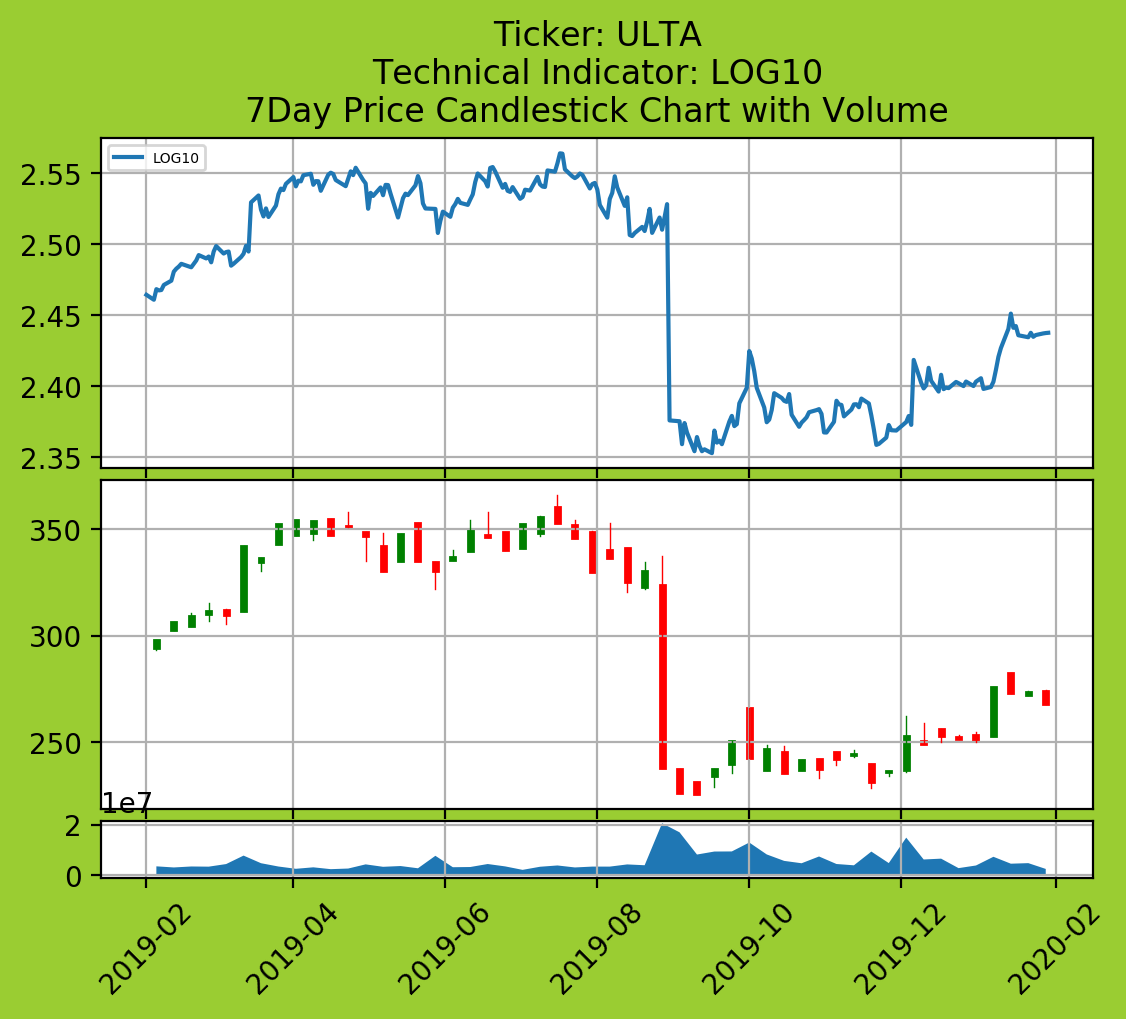 Ticker: ULTA
Technical Indicator: LOG10
7Day Price Candlestick Chart with Volume
LOG10
2.55
2.50
2.45
2.40
2.35
350
300
250
1e7
2
0
2019-02 2019-04 2019-06 2019-08 2019-10 2019-12 2020-02